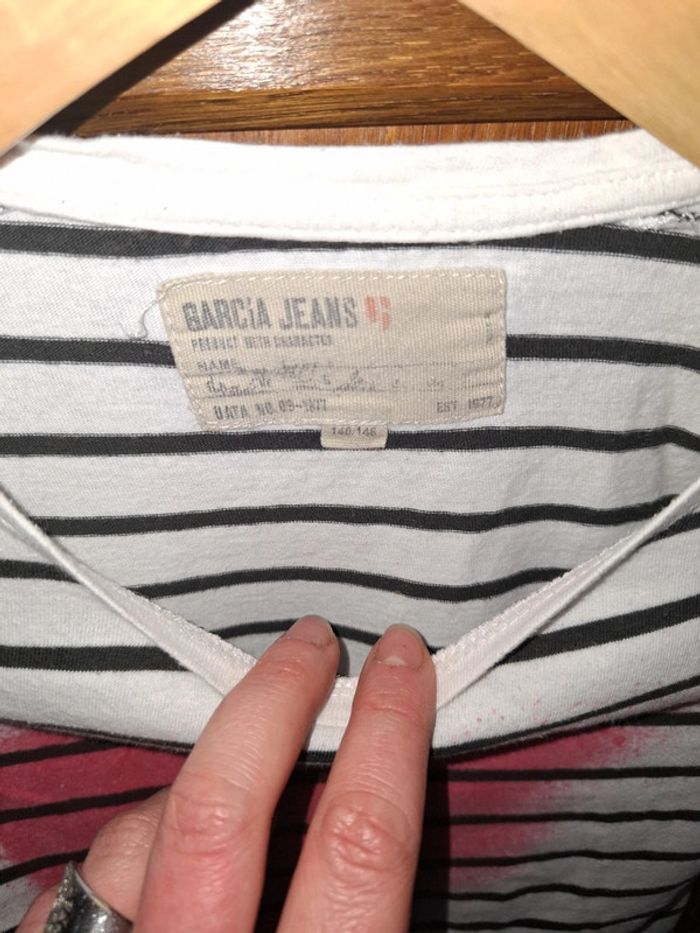 GARCIA JEANS
PRODUCT WITH CHARACTER
NAME
DATA NO. 09-1977 EST 1977
140/146